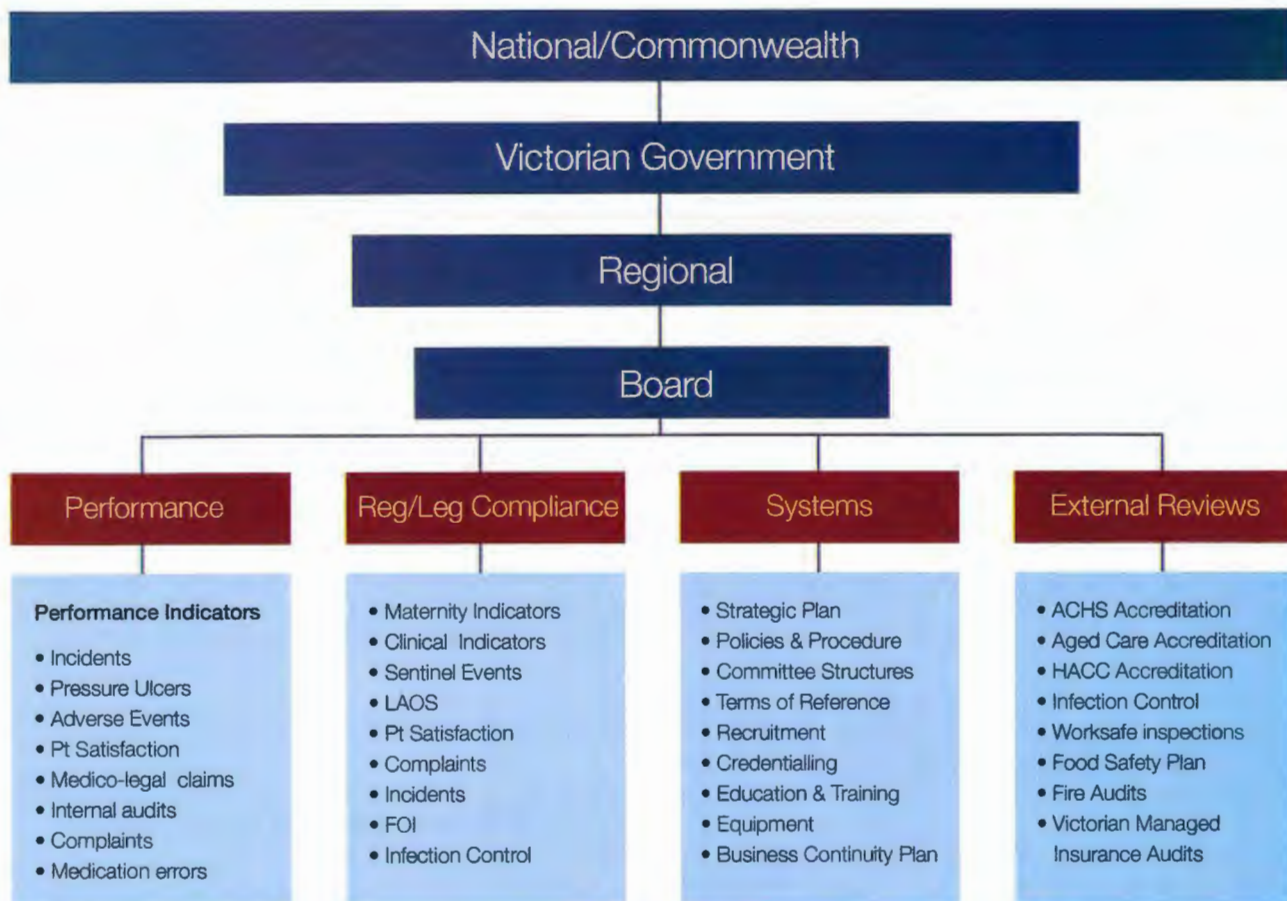 National/Commonwealth
Victorian Government
Regional
Board
Performance
Performance Indicators
• Incidents
• Pressure Ulcers
• Adverse Events
• Pt Satisfaction
• Medico-legal claims
• Internal audits
• Complaints
• Medication errors
Reg/Leg Compliance
• Maternity Indicators
• Clinical Indicators
• Sentinel Events
• LAOS
• Pt Satisfaction
• Complaints
• Incidents
• FOI
• Infection Control
Systems
• Strategic Plan
• Policies & Procedure
• Committee Structures
• Terms of Reference
• Recruitment
• Credentialling
• Education & Training
• Equipment
• Business Continuity Plan
External Reviews
• ACHS Accreditation
• Aged Care Accreditation
• HACC Accreditation
• Infection Control
• Worksafe inspections
• Food Safety Plan
• Fire Audits
• Victorian Managed
Insurance Audits